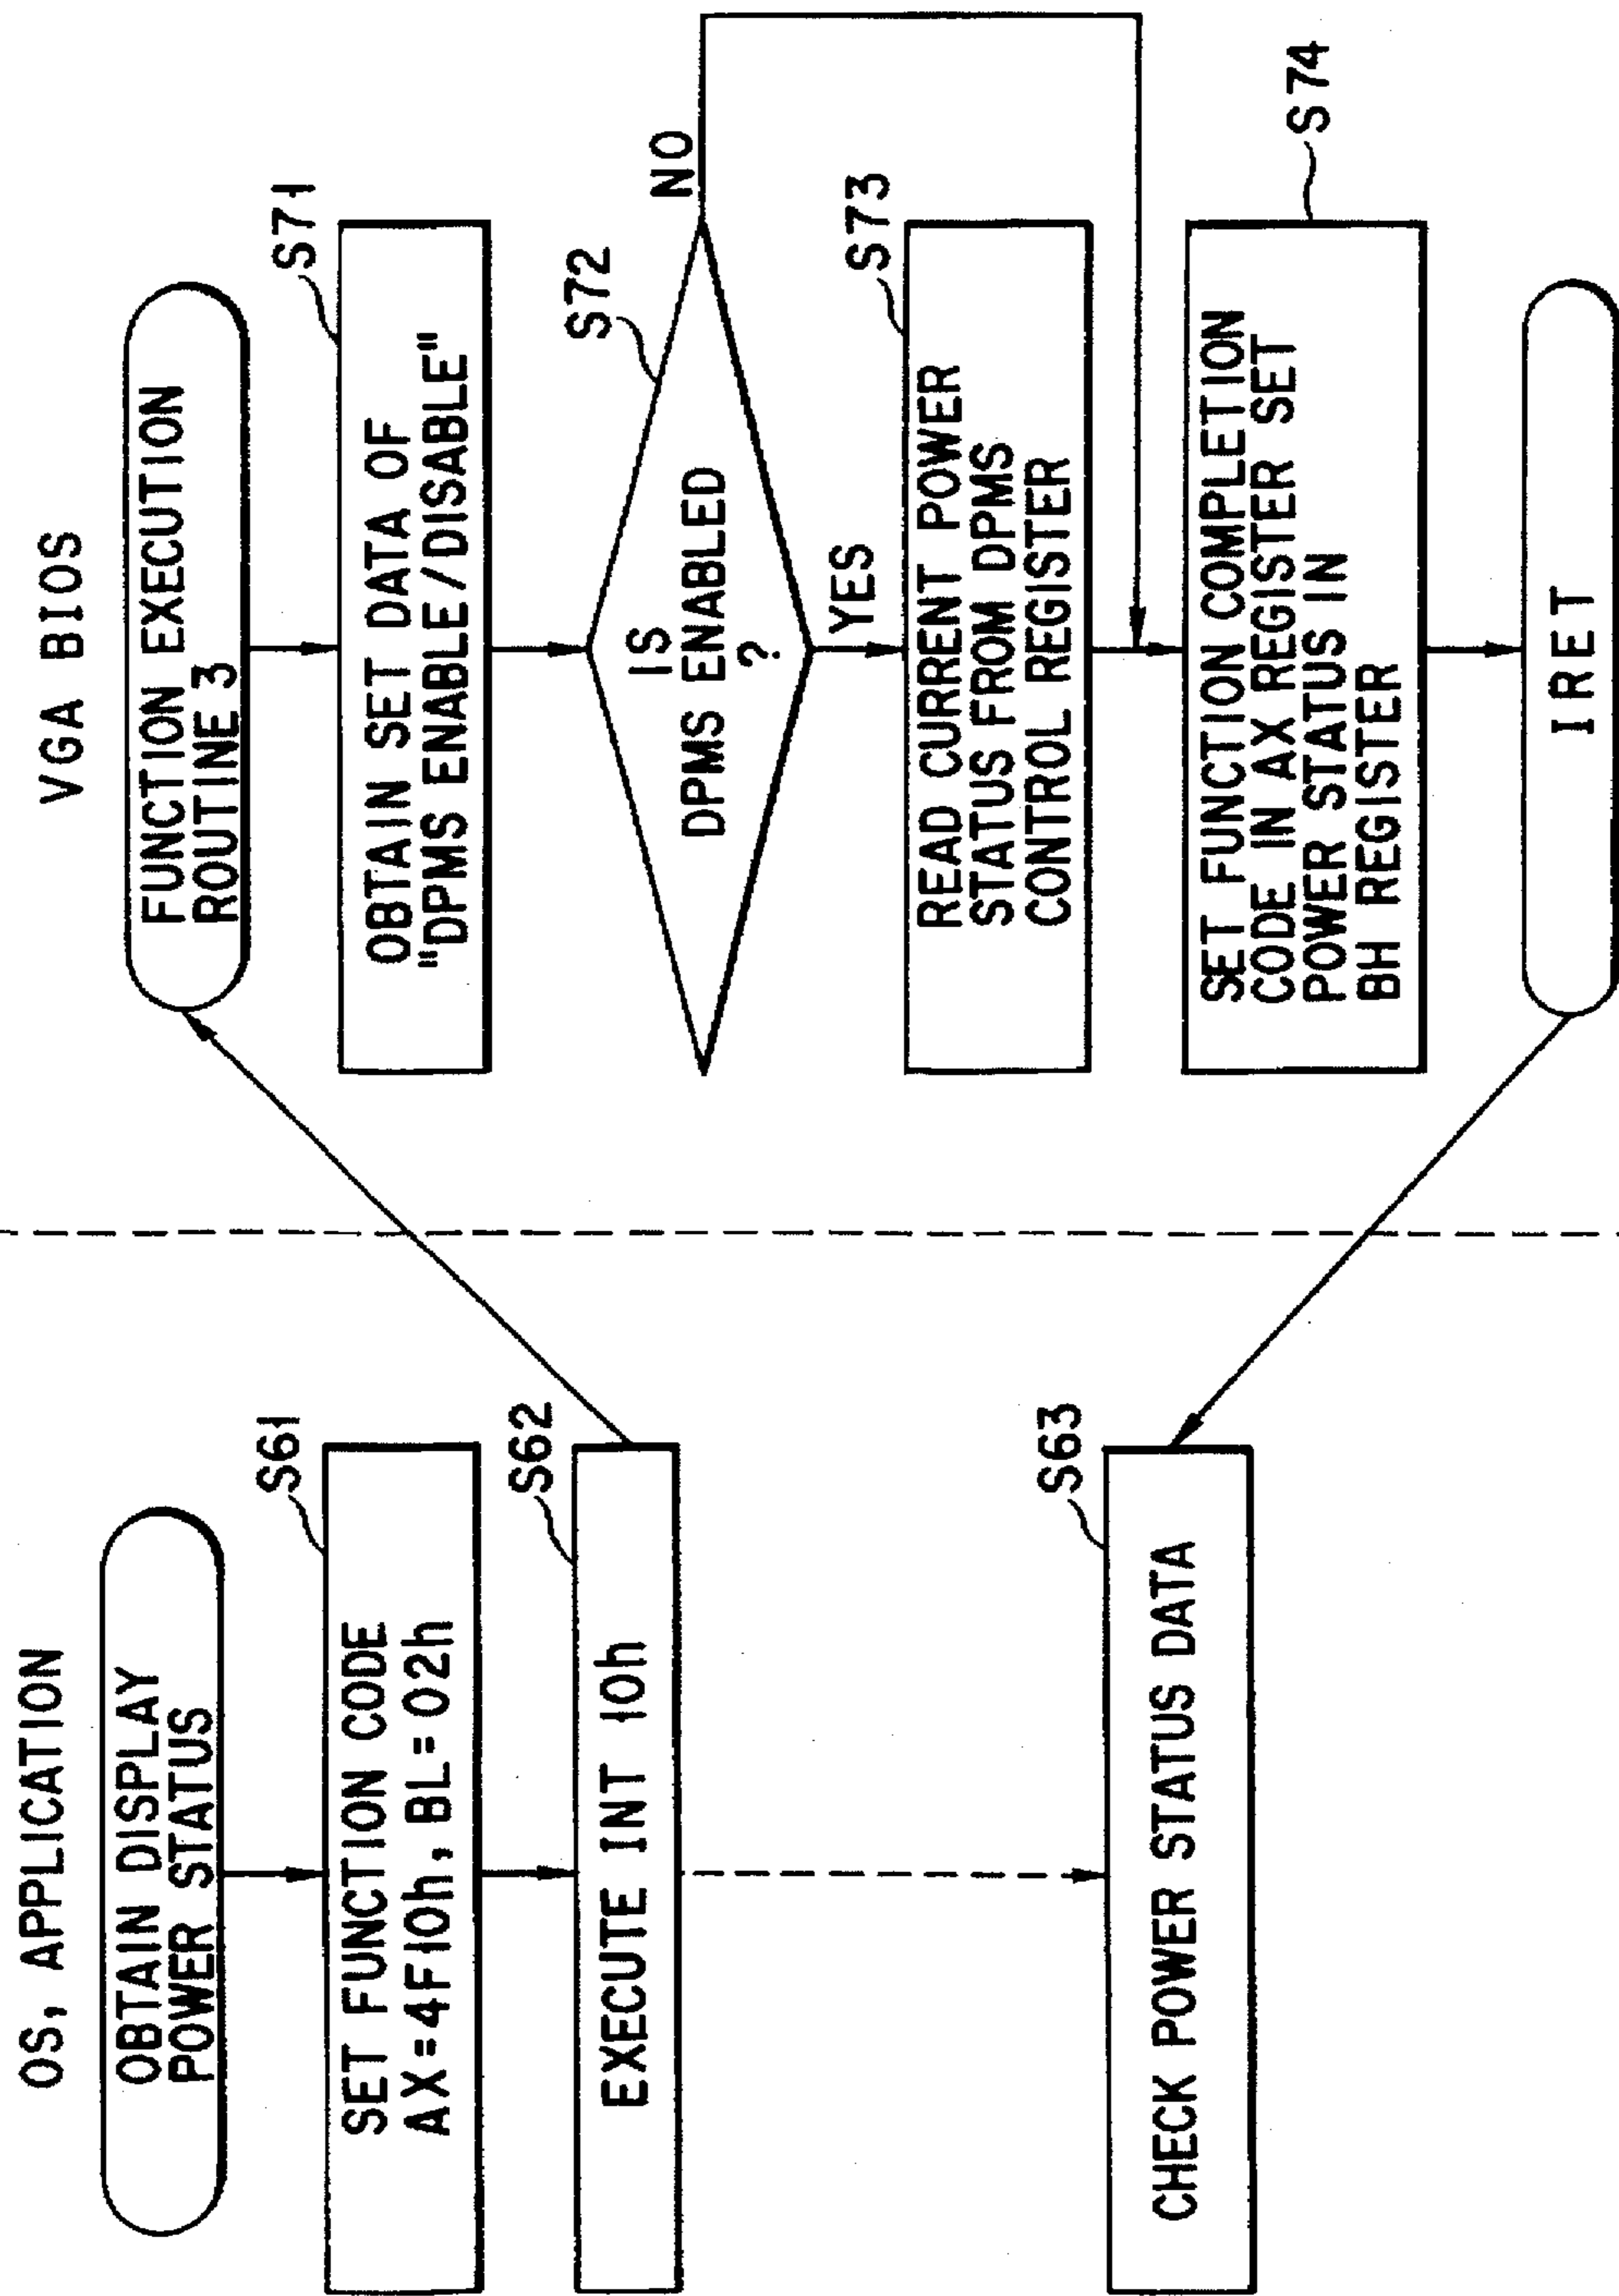 OS, APPLICATION
OBTAIN DISPLAY
POWER STATUS
S61
SET FUNCTION CODE
AX=4F10h, BL=02h
S62
EXECUTE INT 10h
S63
CHECK POWER STATUS DATA
VGA BIOS
FUNCTION EXECUTION
ROUTINE 3
S71
OBTAIN SET DATA OF
"DPMS ENABLE/DISABLE"
S72
IS
DPMS ENABLED
?
NO
YES
S73
READ CURRENT POWER
STATUS FROM DPMS
CONTROL REGISTER
S74
SET FUNCTION COMPLETION
CODE IN AX REGISTER SET
POWER STATUS IN
BH REGISTER
IRET